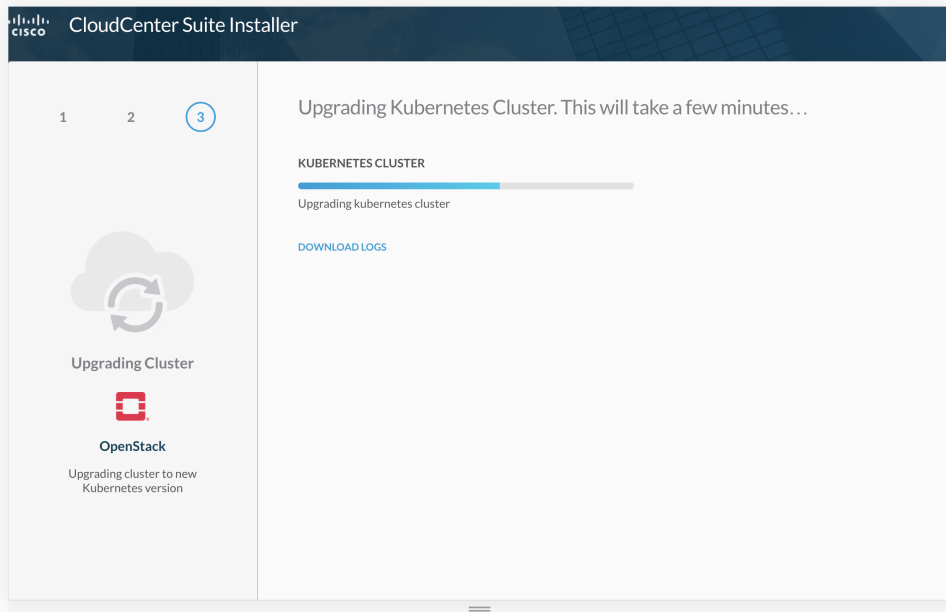 CISCO
CloudCenter Suite Installer
1
2
3
Upgrading Cluster
OpenStack
Upgrading cluster to new
Kubernetes version
Upgrading Kubernetes Cluster. This will take a few minutes...
KUBERNETES CLUSTER
Upgrading kubernetes cluster
DOWNLOAD LOGS